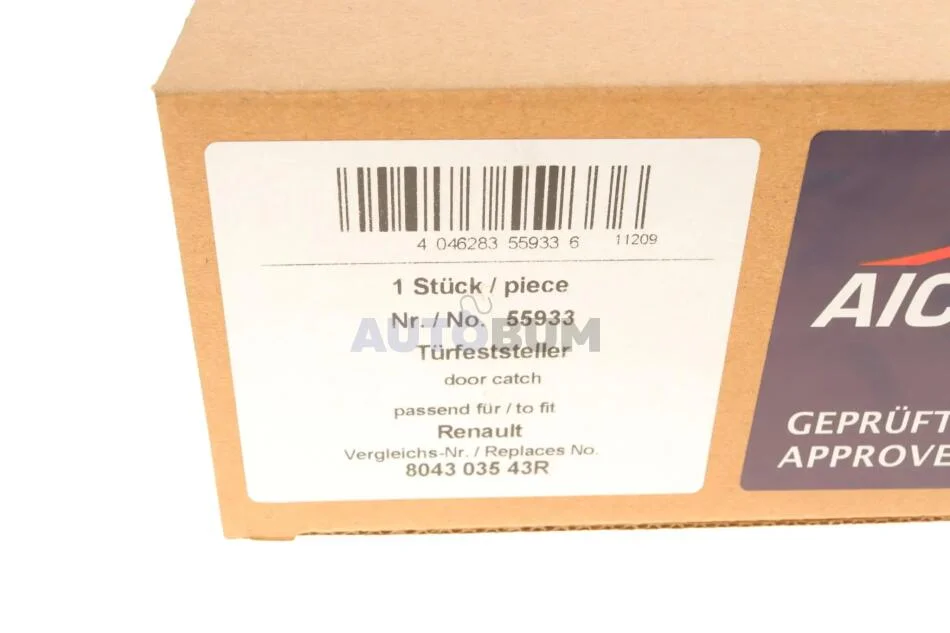 4 046283 55933 6
11209
1 Stück / piece
Nr. / No. 55933
AUTOBUM
Türfeststeller
door catch
passend für / to fit
Renault
Vergleichs-Nr. / Replaces No.
8043 035 43R
AIC
GEPRÜFT
APPROVE